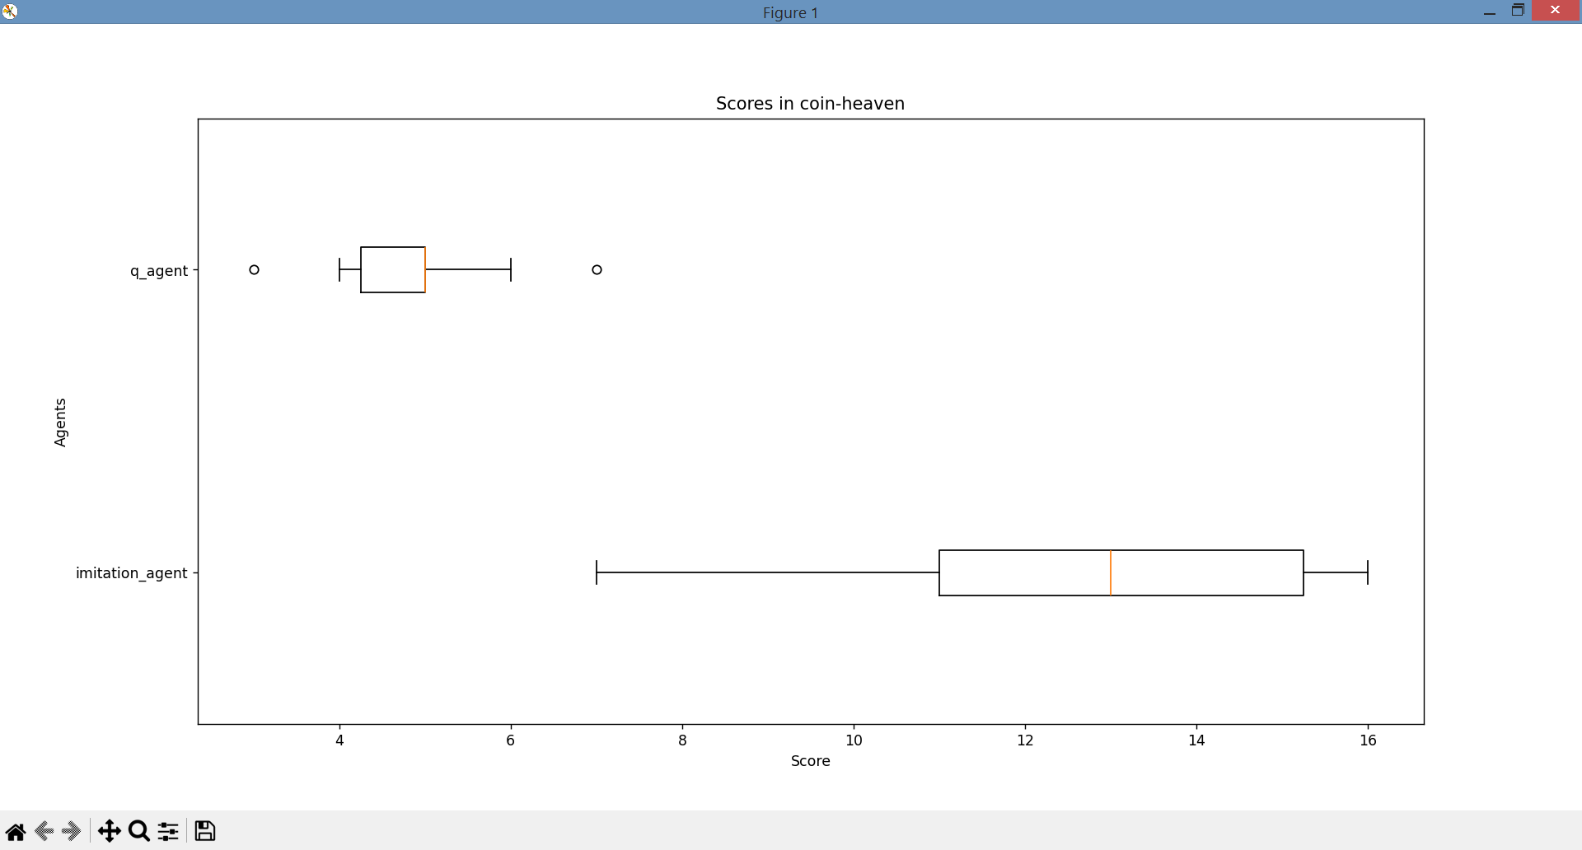 Figure 1
Scores in coin-heaven
q_agent
Agents
imitation_agent
4 6 8 10 12 14 16
Score